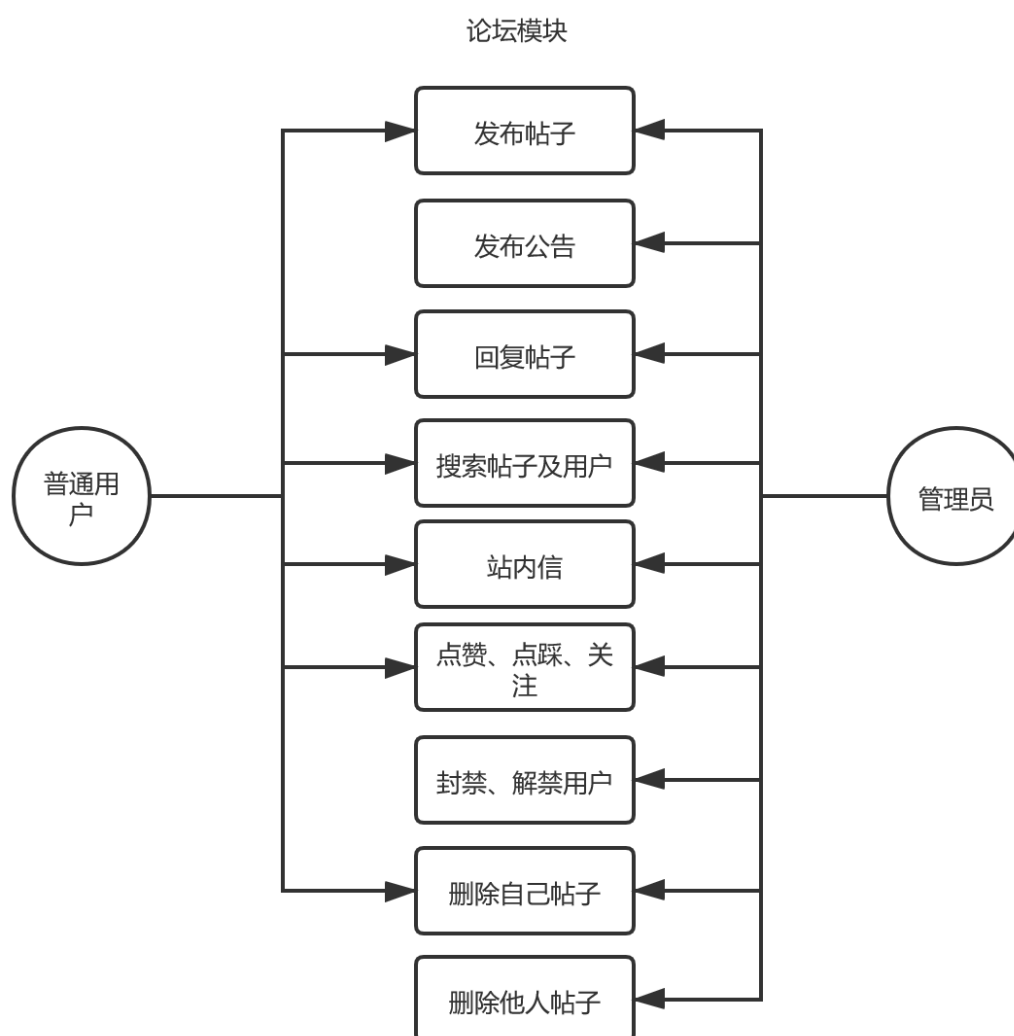 论坛模块
发布帖子
发布公告
回复帖子
搜索帖子及用户
普通用
户
管理员
站内信
点赞、点踩、关
注
封禁、解禁用户
删除自己帖子
删除他人帖子